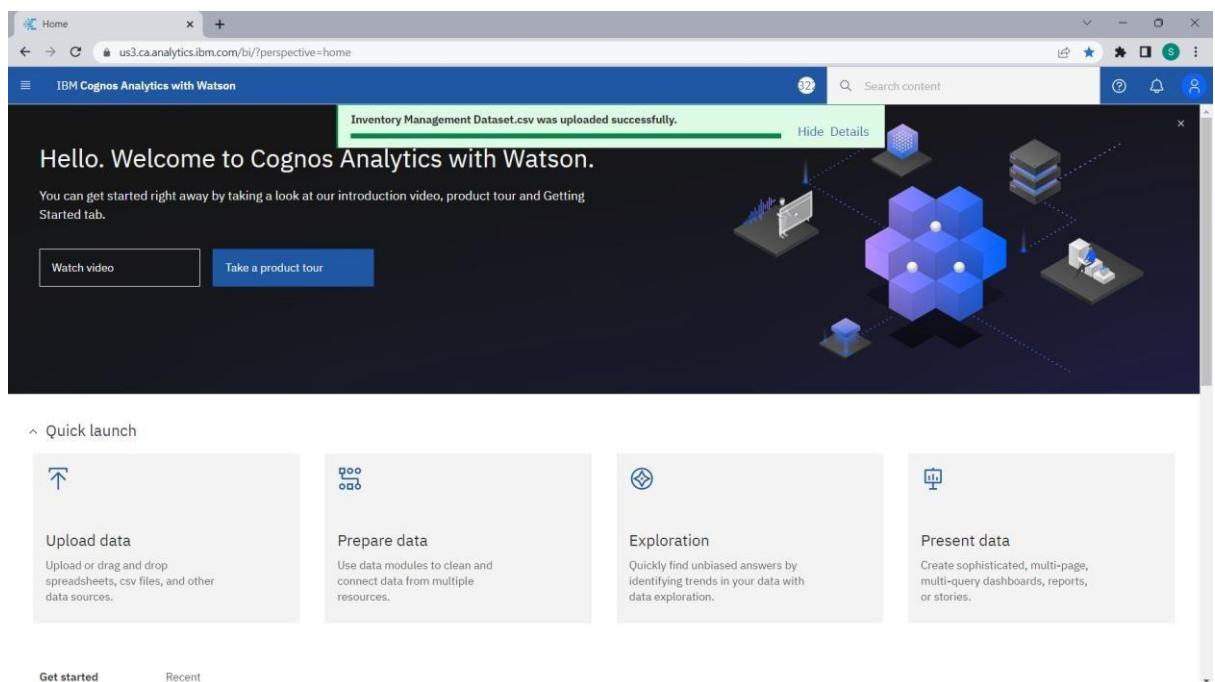 Home
us3.ca.analytics.ibm.com/bi/?perspective=home
S
IBM Cognos Analytics with Watson
Search content
Inventory Management Dataset.csv was uploaded successfully.
Hide Details
Hello. Welcome to Cognos Analytics with Watson.
You can get started right away by taking a look at our introduction video, product tour and Getting
Started tab.
Watch video
Take a product tour
Quick launch
Upload data
Upload or drag and drop
spreadsheets, csv files, and other
data sources.
Prepare data
Use data modules to clean and
connect data from multiple
resources.
Exploration
Quickly find unbiased answers by
identifying trends in your data with
data exploration.
Present data
Create sophisticated, multi-page,
multi-query dashboards, reports,
or stories.
Get started
Recent